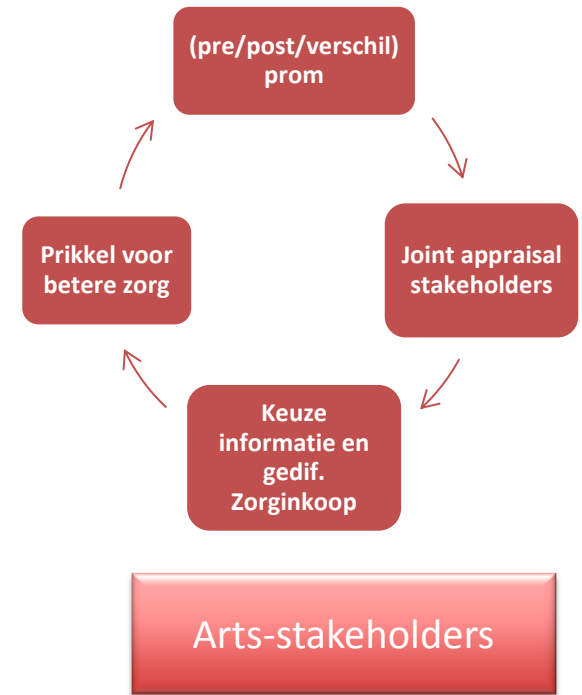 (pre/post/verschil)
prom
Joint appraisal
stakeholders
Keuze
informatie en
gedif.
Zorginkoop
Prikkel voor
betere zorg
Arts-stakeholders